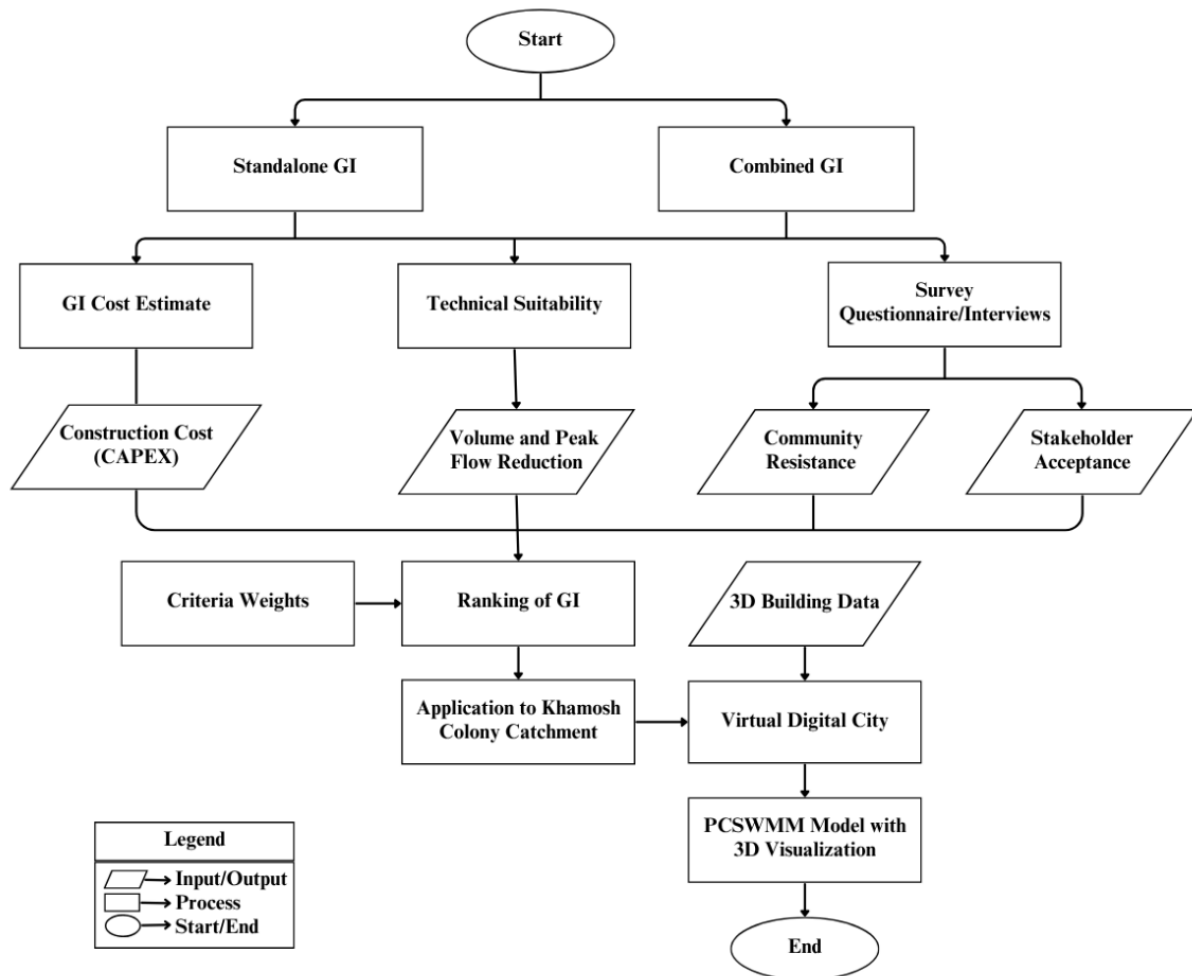 Start
Standalone GI
Combined GI
GI Cost Estimate
Technical Suitability
Survey
Questionnaire/Interviews
Construction Cost
(CAPEX)
Volume and Peak
Flow Reduction
Community
Resistance
Stakeholder
Acceptance
Criteria Weights
Ranking of GI
3D Building Data
Application to Khamosh
Colony Catchment
Virtual Digital City
PCSWMM Model with
3D Visualization
End
Legend
Input/Output
Process
Start/End